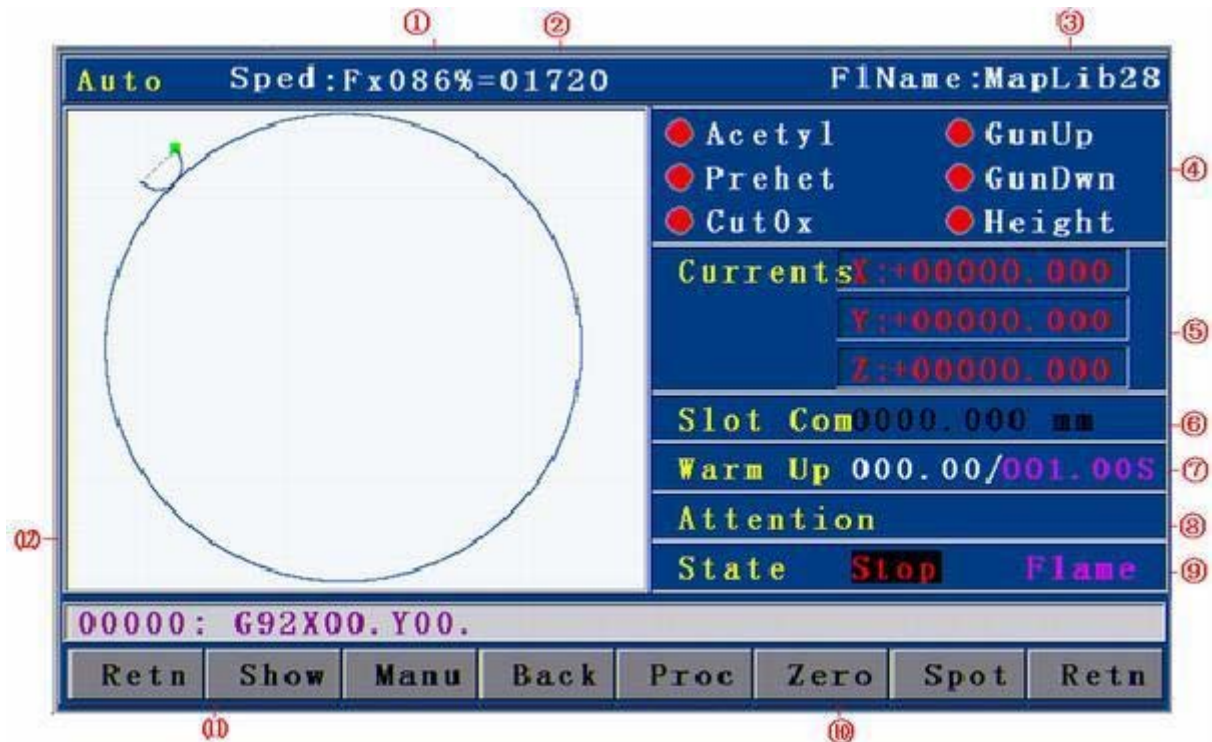 ① ② ③
Auto Sped:Fx086%=01720 FlName:MapLib28
Acetyl GunUp
④
Prehet GunDwn
CutOx Height
Currents X:+00000.000
Y:+00000.000
⑤
Z:+00000.000
Slot Com 0000.000 mm ⑥
Warm Up 000.00/001.00S ⑦
Attention ⑧
⑫
State Stop Flame ⑨
00000: G92X00.Y00.
Retn Show Manu Back Proc Zero Spot Retn
⑪ ⑩